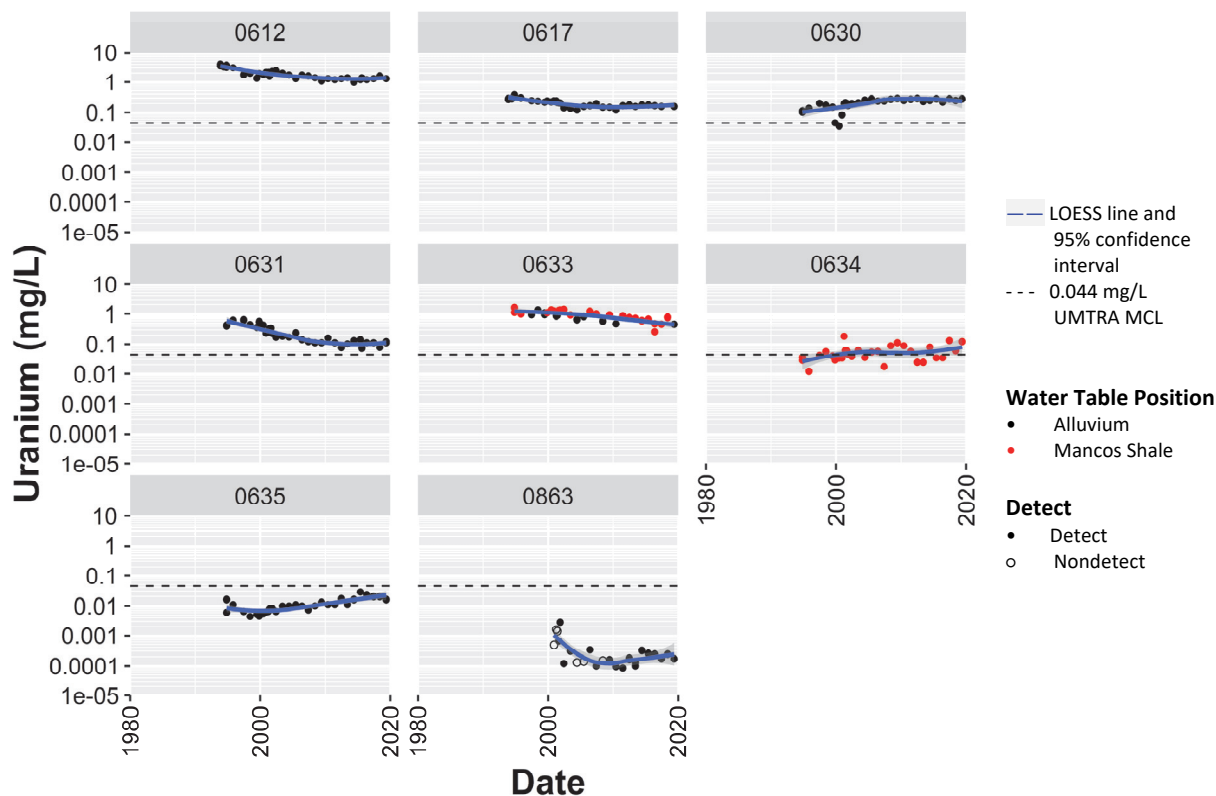 0612
0617
0630
10
1
0.1
0.01
0.001
0.0001
1e-05
0631
0633
0634
10
1
0.1
0.01
0.001
0.0001
1e-05
0635
0863
10
1
0.1
0.01
0.001
0.0001
1e-05
1980
2000
2020
1980
2000
2020
1980
2000
2020
Uranium (mg/L)
Date
LOESS line and
95% confidence
interval
0.044 mg/L
UMTRA MCL
Water Table Position
Alluvium
Mancos Shale
Detect
Detect
Nondetect